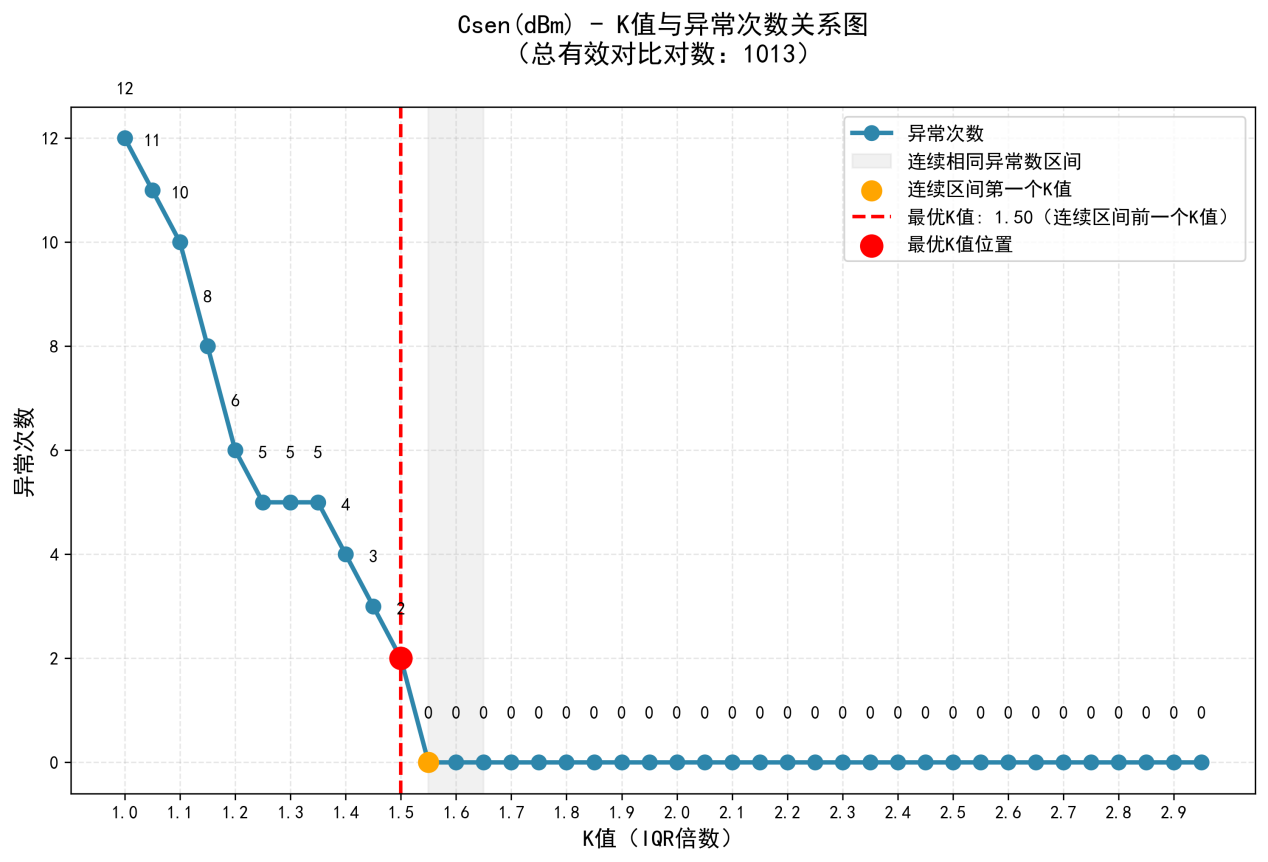 Csen(dBm) - K值与异常次数关系图
（总有效对比对数：1013）
12
11
10
8
6
5 5 5
4
3
2
0 0 0 0 0 0 0 0 0 0 0 0 0 0 0 0 0 0 0 0 0 0 0 0 0 0 0 0 0
异常次数
连续相同异常数区间
连续区间第一个K值
最优K值: 1.50（连续区间前一个K值）
最优K值位置
12
10
8
6
4
2
0
异常次数
1.0 1.1 1.2 1.3 1.4 1.5 1.6 1.7 1.8 1.9 2.0 2.1 2.2 2.3 2.4 2.5 2.6 2.7 2.8 2.9
K值（IQR倍数）